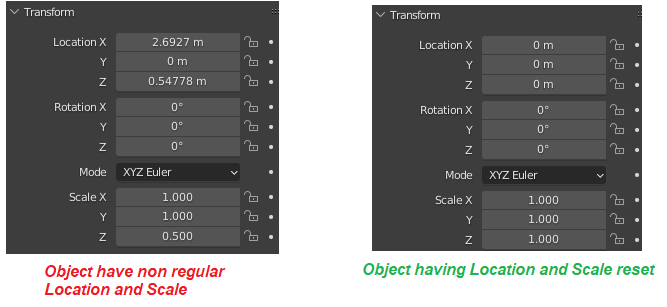 Transform
Location X 2.6927 m
Y 0 m
Z 0.54778 m
Rotation X 0°
Y 0°
Z 0°
Mode XYZ Euler
Scale X 1.000
Y 1.000
Z 0.500
Object have non regular
Location and Scale
Transform
Location X 0 m
Y 0 m
Z 0 m
Rotation X 0°
Y 0°
Z 0°
Mode XYZ Euler
Scale X 1.000
Y 1.000
Z 1.000
Object having Location and Scale reset